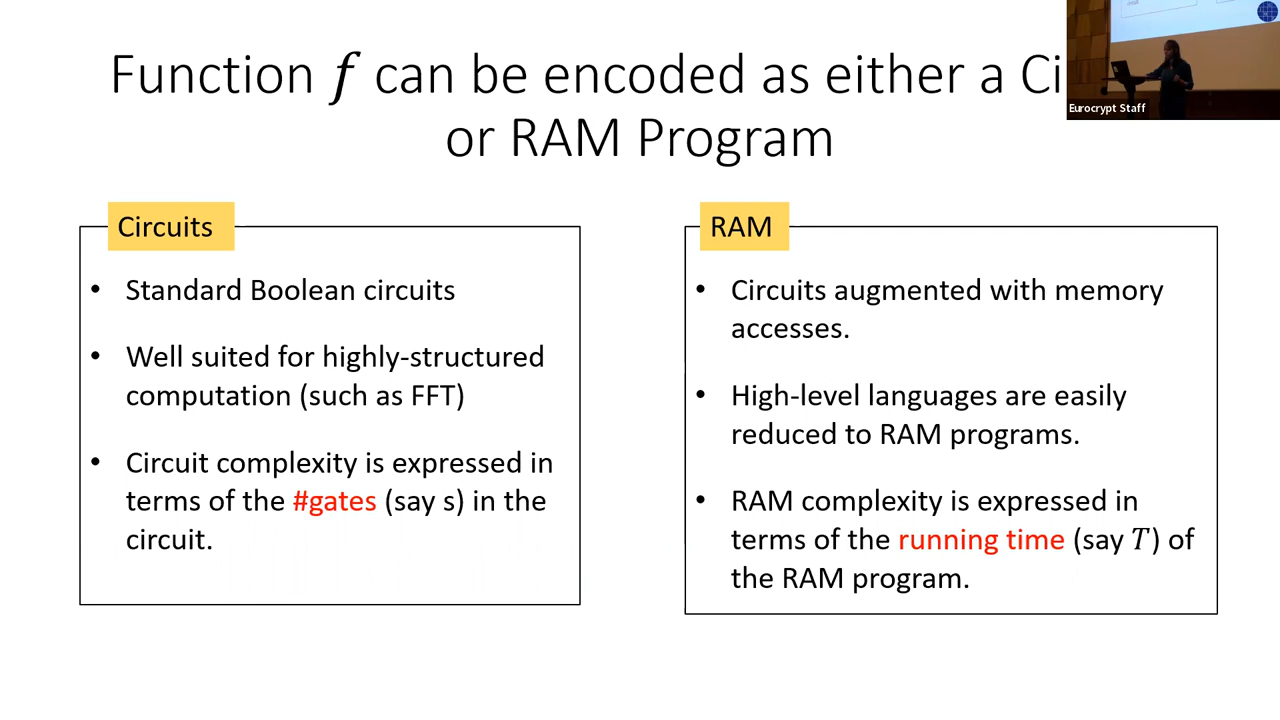 Function f can be encoded as either a
or RAM Program
Eurocrypt Staff
Circuits
• Standard Boolean circuits
• Well suited for highly-structured
computation (such as FFT)
• Circuit complexity is expressed in
terms of the #gates (say s) in the
circuit.
RAM
• Circuits augmented with memory
accesses.
• High-level languages are easily
reduced to RAM programs.
• RAM complexity is expressed in
terms of the running time (say T) of
the RAM program.